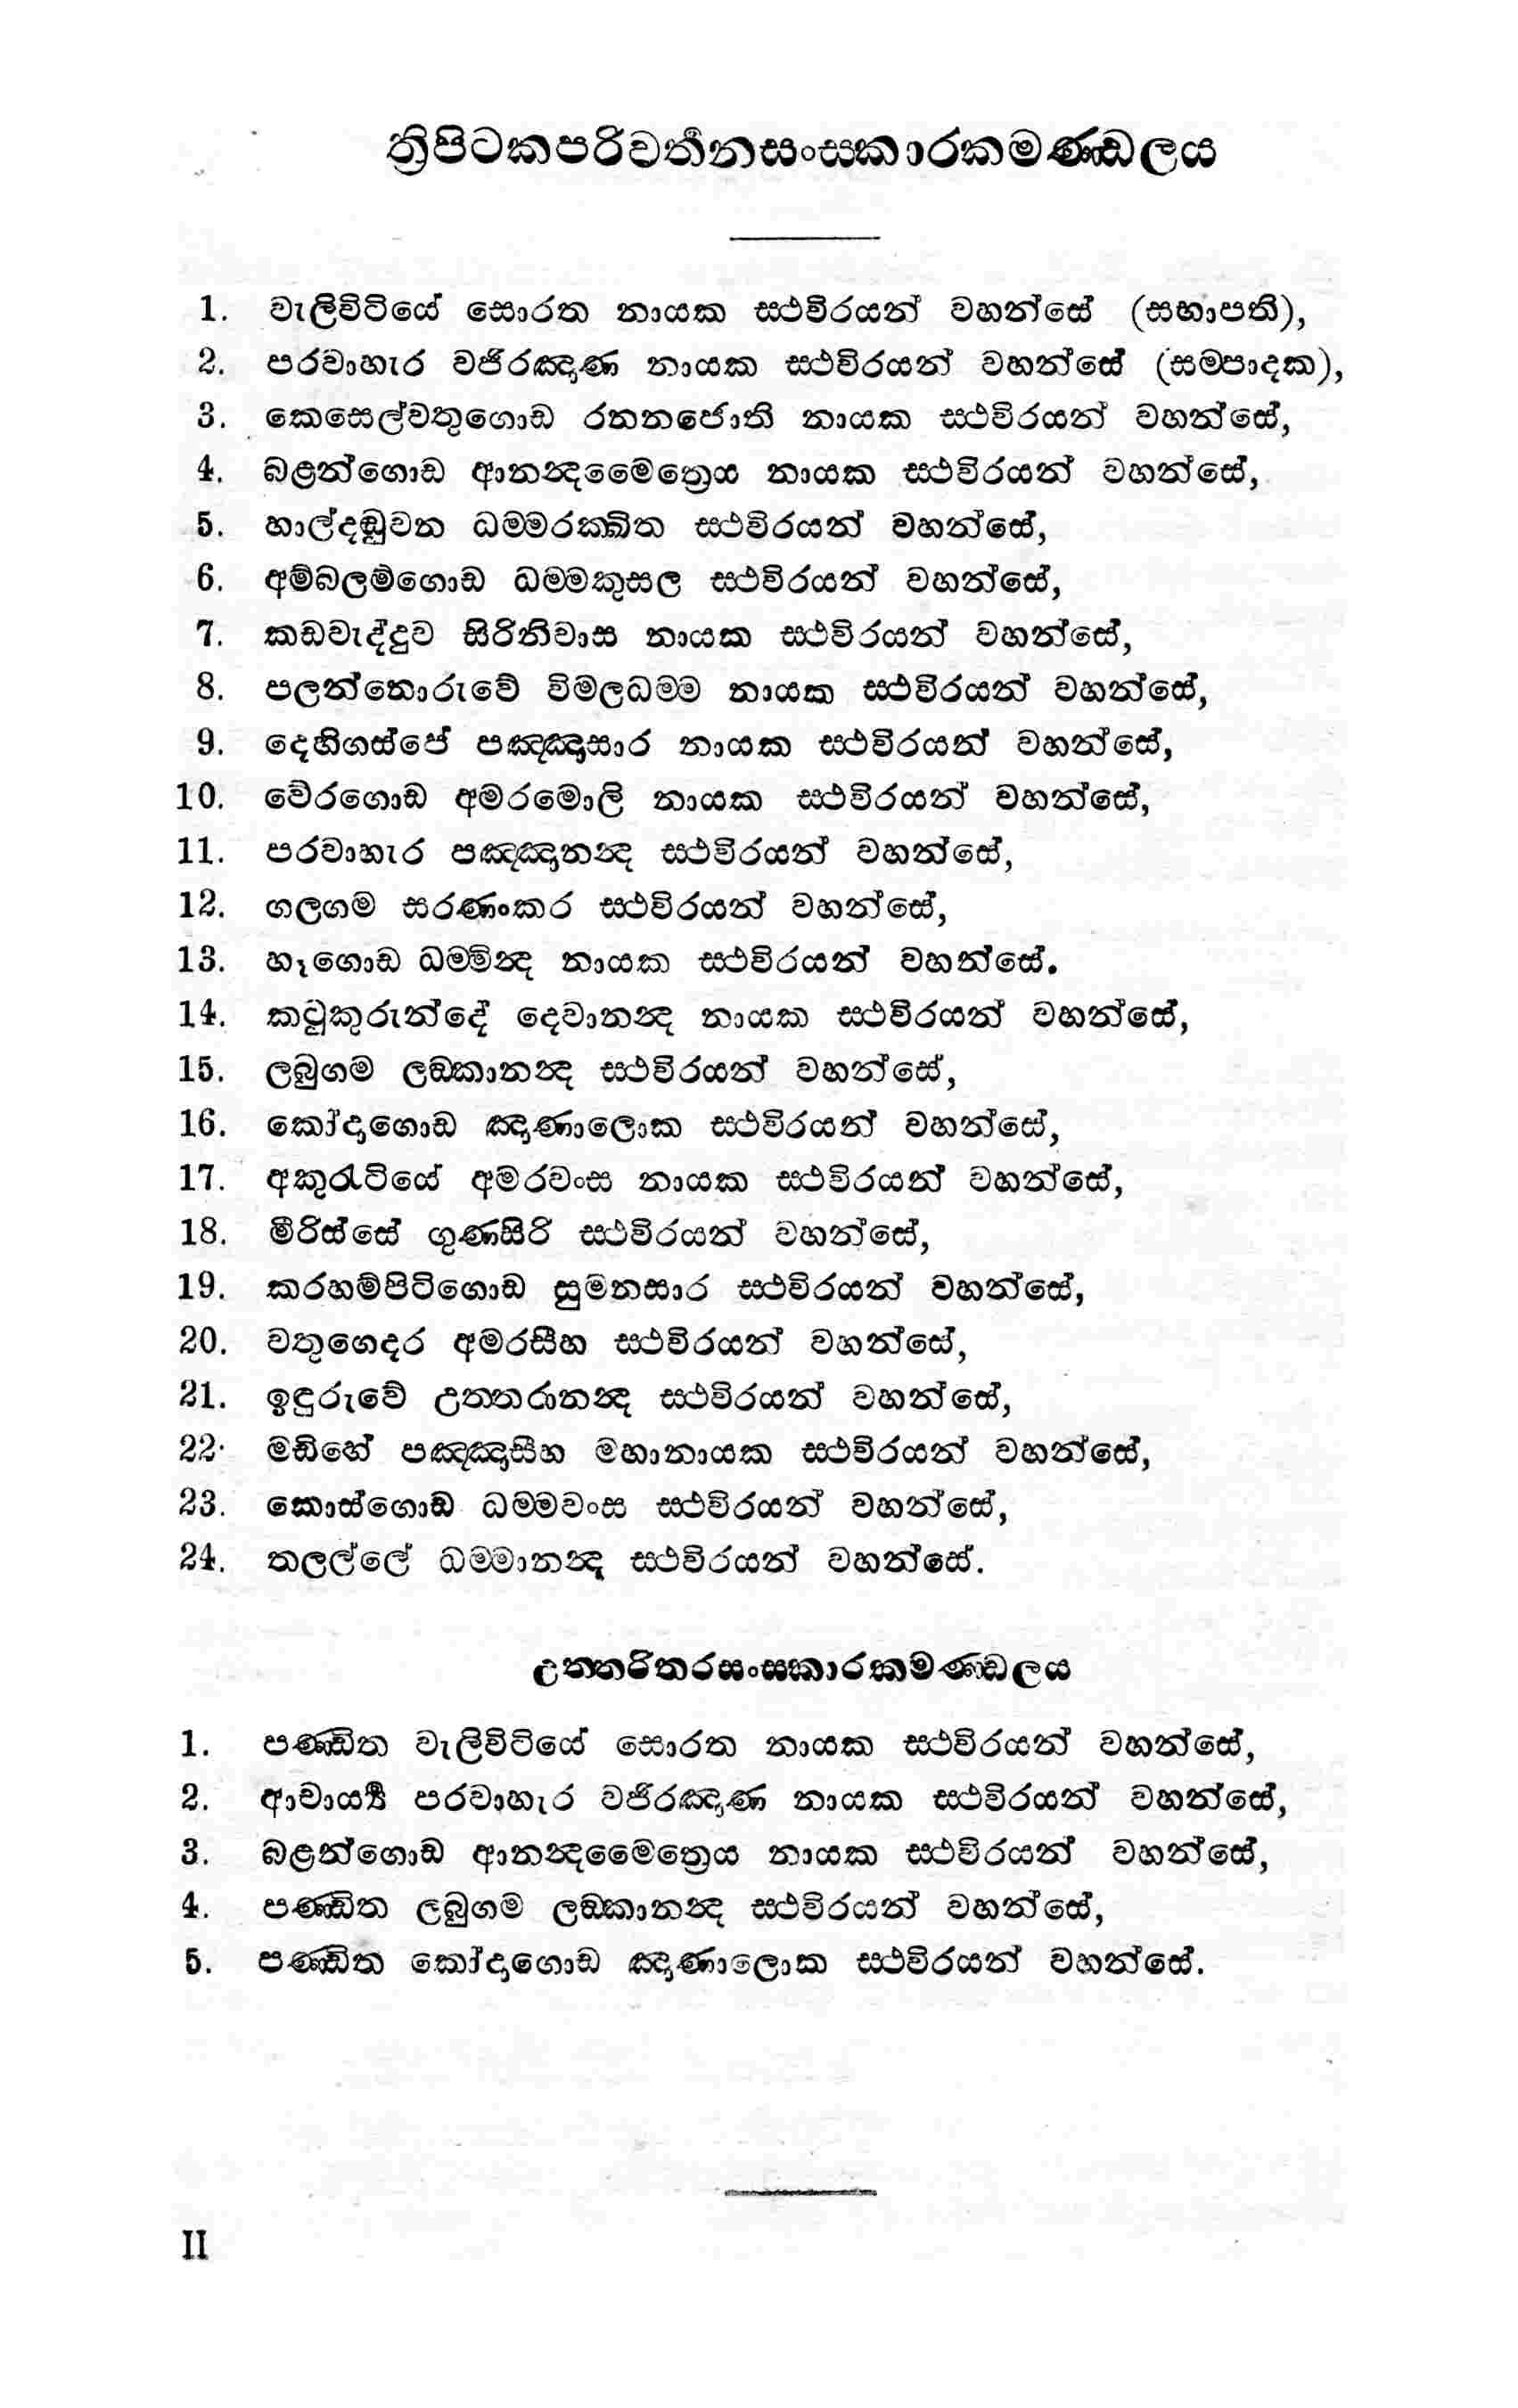 ත්‍රිපිටකපරිවර්‍තනසංස්‍කාරකමණ්‍ඩලය
1. වැලිවිටියේ සොරත නායක ස්‍ථවිරයන් වහන්සේ (සභාපති),
2. පරවාහැර වජිරඤාණ නායක ස්‍ථවිරයන් වහන්සේ (සම්‍පාදක),
3. කෙසෙල්වතුගොඩ රතනජොති නායක ස්‍ථවිරයන් වහන්සේ,
4. බළන්ගොඩ ආනන්‍දමෛත්‍රෙය නායක ස්‍ථවිරයන් වහන්සේ,
5. හාල්දඬුවන ධම්‍මරක්‍ඛිත ස්‍ථවිරයන් වහන්සේ,
6. අම්බලම්ගොඩ ධම්‍මකුසල ස්‍ථවිරයන් වහන්සේ,
7. කඩවැද්දුව සිරිනිවාස නායක ස්‍ථවිරයන් වහන්සේ,
8. පලන්නොරුවේ විමලධම්‍ම නායක ස්‍ථවිරයන් වහන්සේ,
9. දෙහිගස්පේ පඤ්‍ඤාසාර නායක ස්‍ථවිරයන් වහන්සේ,
10. වේරගොඩ අමරමොලි නායක ස්‍ථවිරයන් වහන්සේ,
11. පරවාහැර පඤ්‍ඤානන්‍ද ස්‍ථවිරයන් වහන්සේ,
12. ගලගම සරණංකර ස්‍ථවිරයන් වහන්සේ,
13. හෑගොඩ ධම්‍මින්‍ද නායක ස්‍ථවිරයන් වහන්සේ.
14. කටුකුරුන්දේ දෙවානන්‍ද නායක ස්‍ථවිරයන් වහන්සේ,
15. ලබුගම ලඞ්‍කානන්‍ද ස්‍ථවිරයන් වහන්සේ,
16. කෝදාගොඩ ඤාණාලොක ස්‍ථවිරයන් වහන්සේ,
17. අකුරැටියේ අමරවංස නායක ස්‍ථවිරයන් වහන්සේ,
18. මිරිස්සේ ගුණසිරි ස්‍ථවිරයන් වහන්සේ,
19. කරහම්පිටිගොඩ සුමනසාර ස්‍ථවිරයන් වහන්සේ,
20. වතුගෙදර අමරසීහ ස්‍ථවිරයන් වහන්සේ,
21. ඉඳුරුවේ උත්‍තරානන්‍ද ස්‍ථවිරයන් වහන්සේ,
22. මඩිහේ පඤ්‍ඤාසීහ මහානායක ස්‍ථවිරයන් වහන්සේ,
23. කොස්ගොඩ ධම්‍මවංස ස්‍ථවිරයන් වහන්සේ,
24. තලල්ලේ ධම්‍මානන්‍ද ස්‍ථවිරයන් වහන්සේ.
උත්‍තරිතරසංස්‍කාරකමණ්‍ඩලය
1. පණ්‍ඩිත වැලිවිටියේ සොරත නායක ස්‍ථවිරයන් වහන්සේ,
2. ආචාර්‍ය්‍ය පරවාහැර වජිරඤාණ නායක ස්‍ථවිරයන් වහන්සේ,
3. බළන්ගොඩ ආනන්‍දමෛත්‍රෙය නායක ස්‍ථවිරයන් වහන්සේ,
4. පණ්‍ඩිත ලබුගම ලඞ්‍කානන්‍ද ස්‍ථවිරයන් වහන්සේ,
5. පණ්‍ඩිත කෝදාගොඩ ඤාණාලොක ස්‍ථවිරයන් වහන්සේ.
II